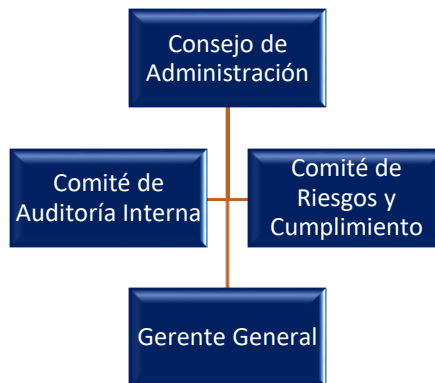 Consejo de
Administración
Comité de
Auditoría Interna
Comité de
Riesgos y
Cumplimiento
Gerente General